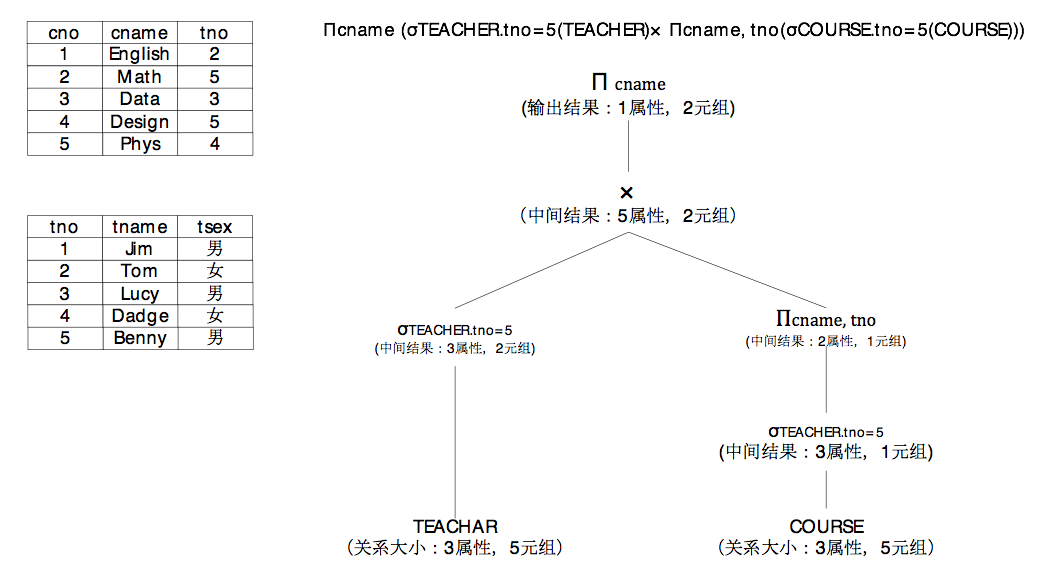 cno cname tno
1 English 2
2 Math 5
3 Data 3
4 Design 5
5 Phys 4
tno tname tsex
1 Jim 男
2 Tom 女
3 Lucy 男
4 Dadge 女
5 Benny 男
Πcname (σTEACHER.tno=5(TEACHER)× Πcname, tno(σCOURSE.tno=5(COURSE)))
Π cname
(输出结果：1属性，2元组)
×
（中间结果：5属性，2元组）
σTEACHER.tno=5
(中间结果：3属性，2元组)
Πcname, tno
(中间结果：2属性，1元组)
σTEACHER.tno=5
(中间结果：3属性，1元组)
TEACHAR
（关系大小：3属性，5元组）
COURSE
（关系大小：3属性，5元组）